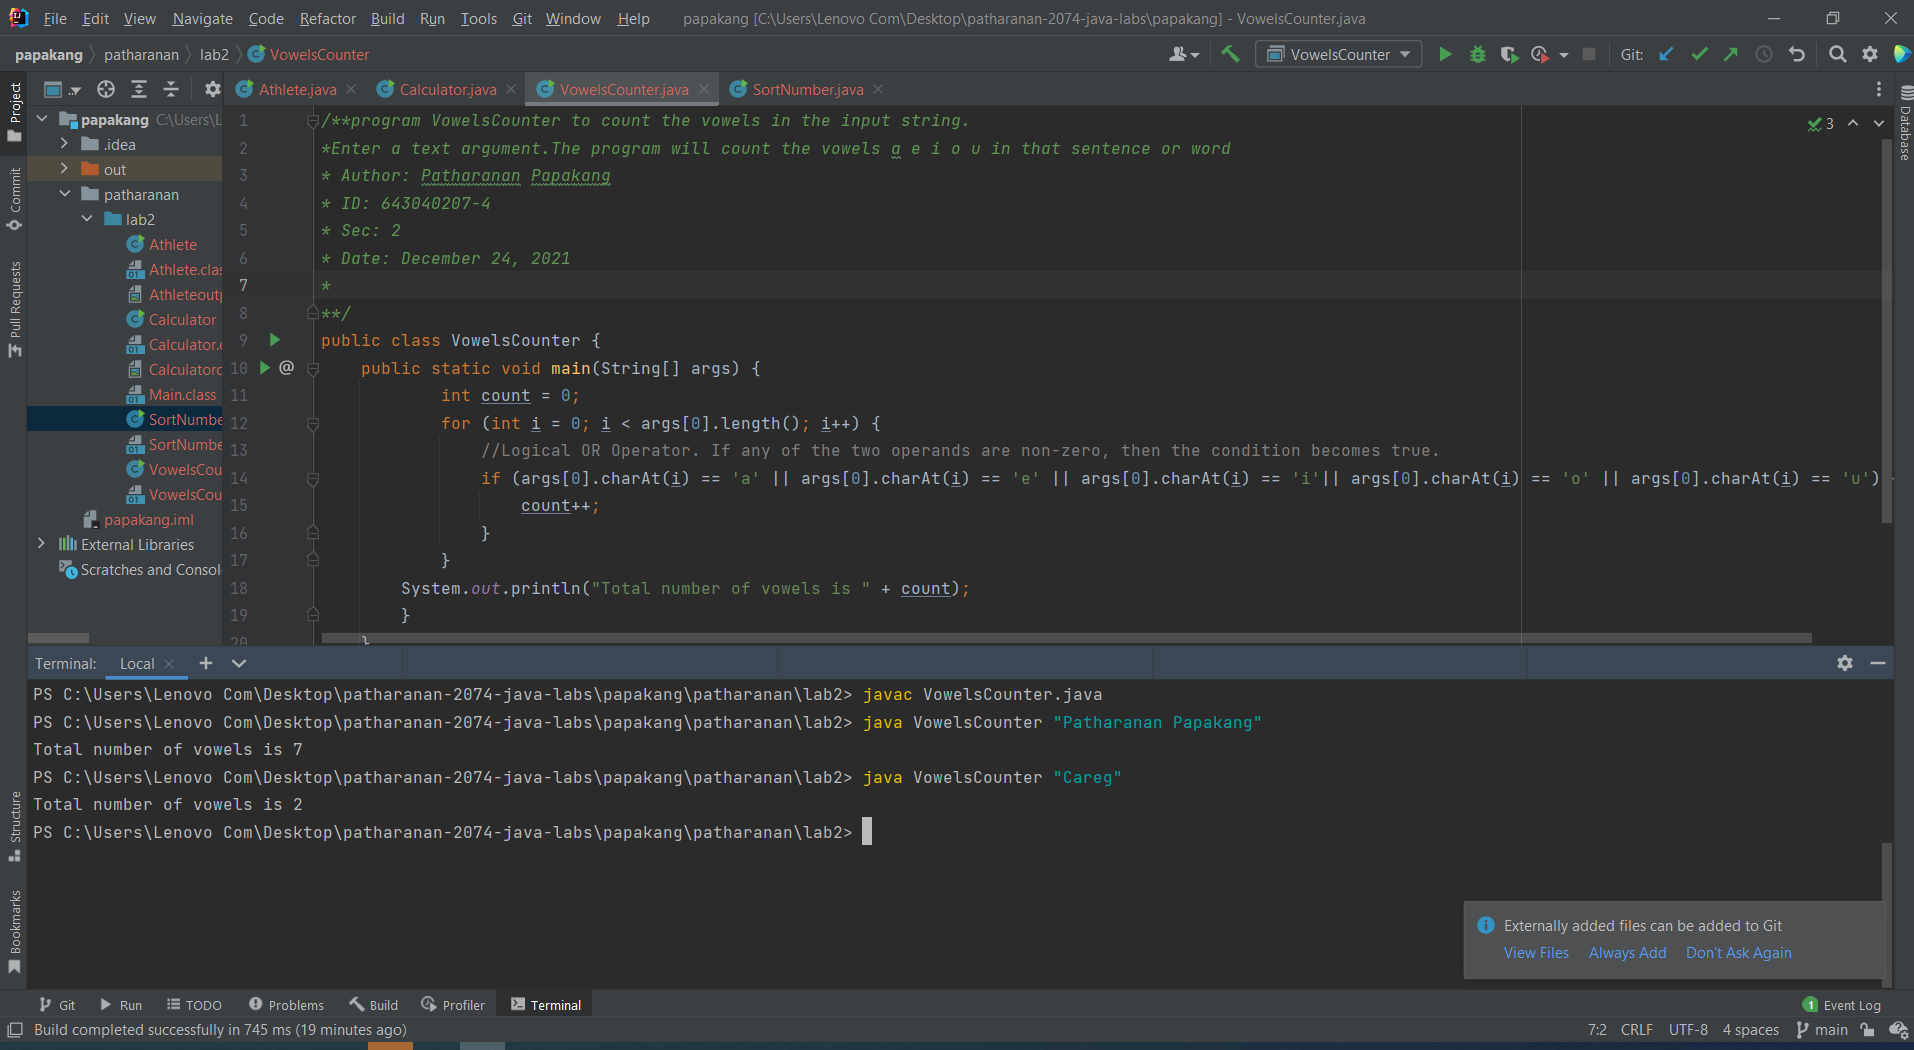 File Edit View Navigate Code Refactor Build Run Tools Git Window Help papakang [C:\Users\Lenovo Com\Desktop\patharanan-2074-java-labs\papakang] - VowelsCounter.java
papakang patharanan lab2 VowelsCounter VowelsCounter Git:
Athlete.java Calculator.java VowelsCounter.java SortNumber.java
Project
Commit
Pull Requests
Structure
Bookmarks
Database
papakang C:\Users\L
.idea
out
patharanan
lab2
Athlete
Athlete.clas
Athleteoutp
Calculator
Calculator.c
Calculatorc
Main.class
SortNumbe
SortNumbe
VowelsCou
VowelsCou
papakang.iml
External Libraries
Scratches and Consol
3
1 /**program VowelsCounter to count the vowels in the input string.
2 *Enter a text argument.The program will count the vowels a e i o u in that sentence or word
3 * Author: Patharanan Papakang
4 * ID: 643040207-4
5 * Sec: 2
6 * Date: December 24, 2021
7 *
8 **/
9 public class VowelsCounter {
10 @ public static void main(String[] args) {
11 int count = 0;
12 for (int i = 0; i < args[0].length(); i++) {
13 //Logical OR Operator. If any of the two operands are non-zero, then the condition becomes true.
14 if (args[0].charAt(i) == 'a' || args[0].charAt(i) == 'e' || args[0].charAt(i) == 'i'|| args[0].charAt(i) == 'o' || args[0].charAt(i) == 'u')
15 count++;
16 }
17 }
18 System.out.println("Total number of vowels is " + count);
19 }
20 }
Terminal: Local
PS C:\Users\Lenovo Com\Desktop\patharanan-2074-java-labs\papakang\patharanan\lab2> javac VowelsCounter.java
PS C:\Users\Lenovo Com\Desktop\patharanan-2074-java-labs\papakang\patharanan\lab2> java VowelsCounter "Patharanan Papakang"
Total number of vowels is 7
PS C:\Users\Lenovo Com\Desktop\patharanan-2074-java-labs\papakang\patharanan\lab2> java VowelsCounter "Careg"
Total number of vowels is 2
PS C:\Users\Lenovo Com\Desktop\patharanan-2074-java-labs\papakang\patharanan\lab2>
Externally added files can be added to Git
View Files Always Add Don't Ask Again
Git Run TODO Problems Build Profiler Terminal 1 Event Log
Build completed successfully in 745 ms (19 minutes ago) 7:2 CRLF UTF-8 4 spaces main